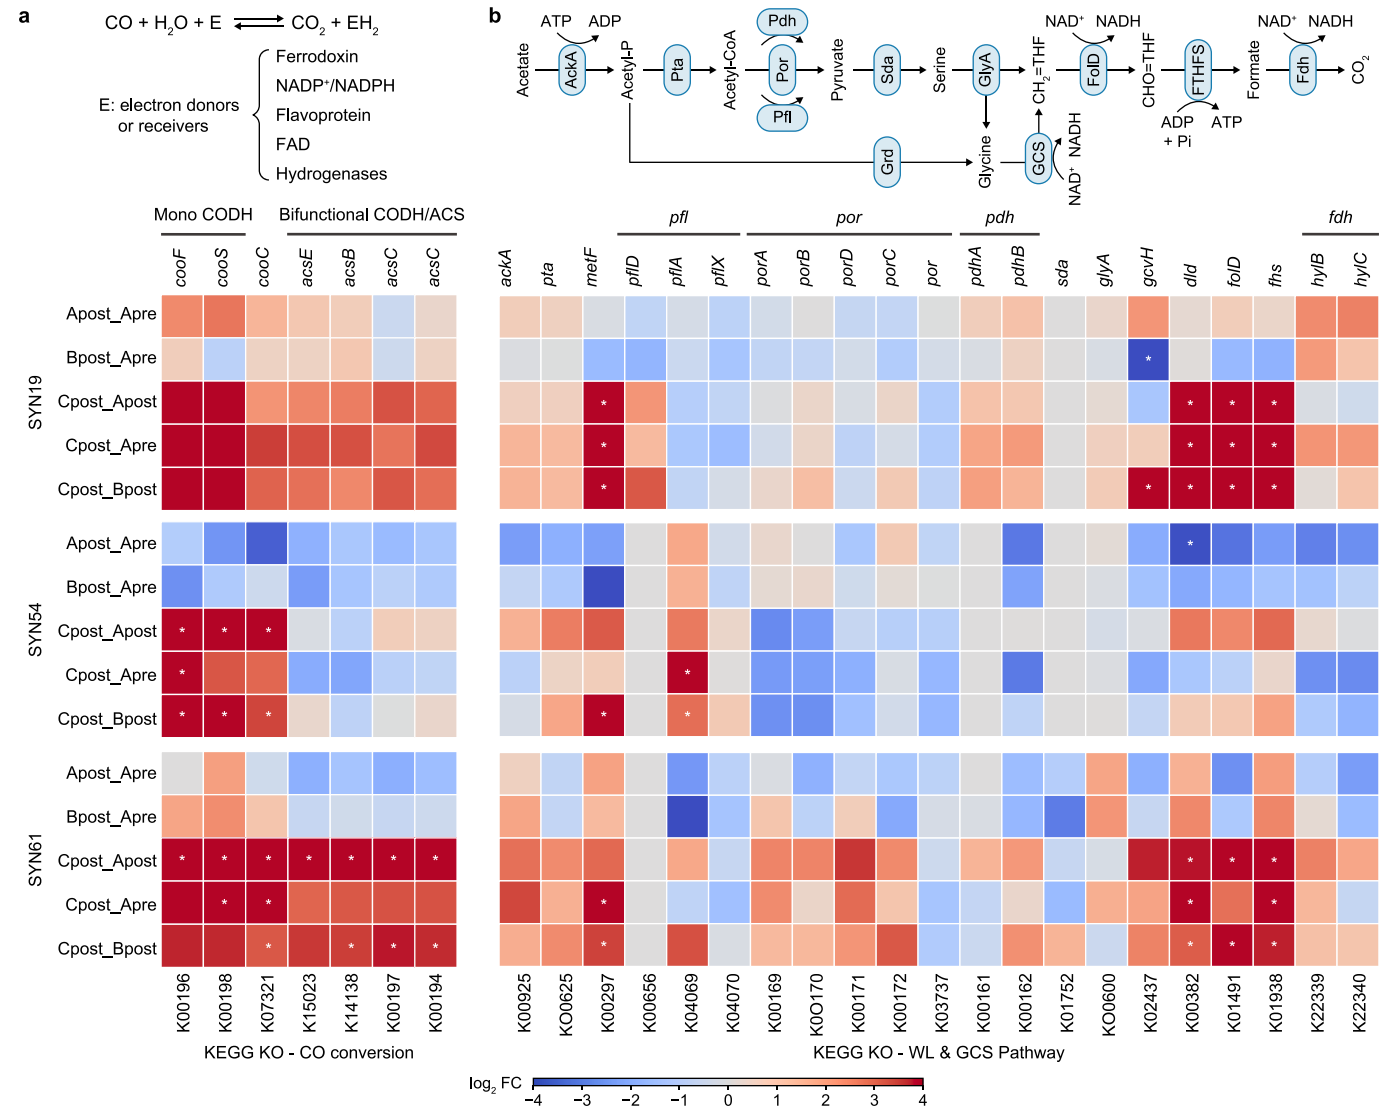 a
CO + H₂O + E ⇌ CO₂ + EH₂
E: electron donors
or receivers
Ferrodoxin
NADP⁺/NADPH
Flavoprotein
FAD
Hydrogenases
b
Acetate
ATP
ADP
AckA
Acetyl-P
Pta
Acetyl-CoA
Pdh
Por
Pfl
Pyruvate
Sda
Serine
GlyA
CH₂=THF
NAD⁺ NADH
FolD
CHO=THF
FTHFS
ADP
+ Pi
ATP
Formate
NAD⁺ NADH
Fdh
CO₂
Grd
Glycine
GCS
NAD⁺ NADH
Mono CODH
Bifunctional CODH/ACS
cooF cooS cooC acsE acsB acsC acsC
pfl por pdh fdh
ackA pta metF pflD pflA pflX porA porB porD porC por pdhA pdhB sda glyA gcvH dld folD fhs hylB hylC
SYN19
Apost_Apre
Bpost_Apre
*
Cpost_Apost
* * * *
Cpost_Apre
* * * *
Cpost_Bpost
* * * * *
SYN54
Apost_Apre
*
Bpost_Apre
Cpost_Apost
* * *
Cpost_Apre
* *
Cpost_Bpost
* * * * *
SYN61
Apost_Apre
Bpost_Apre
Cpost_Apost
* * * * * * * * * *
Cpost_Apre
* * * * *
Cpost_Bpost
* * * * * * * *
K00196 K00198 K07321 K15023 K14138 K00197 K00194
K00925 KO0625 K00297 K00656 K04069 K04070 K00169 K0O170 K00171 K00172 K03737 K00161 K00162 K01752 KO0600 K02437 K00382 K01491 K01938 K22339 K22340
KEGG KO - CO conversion
KEGG KO - WL & GCS Pathway
log₂ FC
−4 −3 −2 −1 0 1 2 3 4